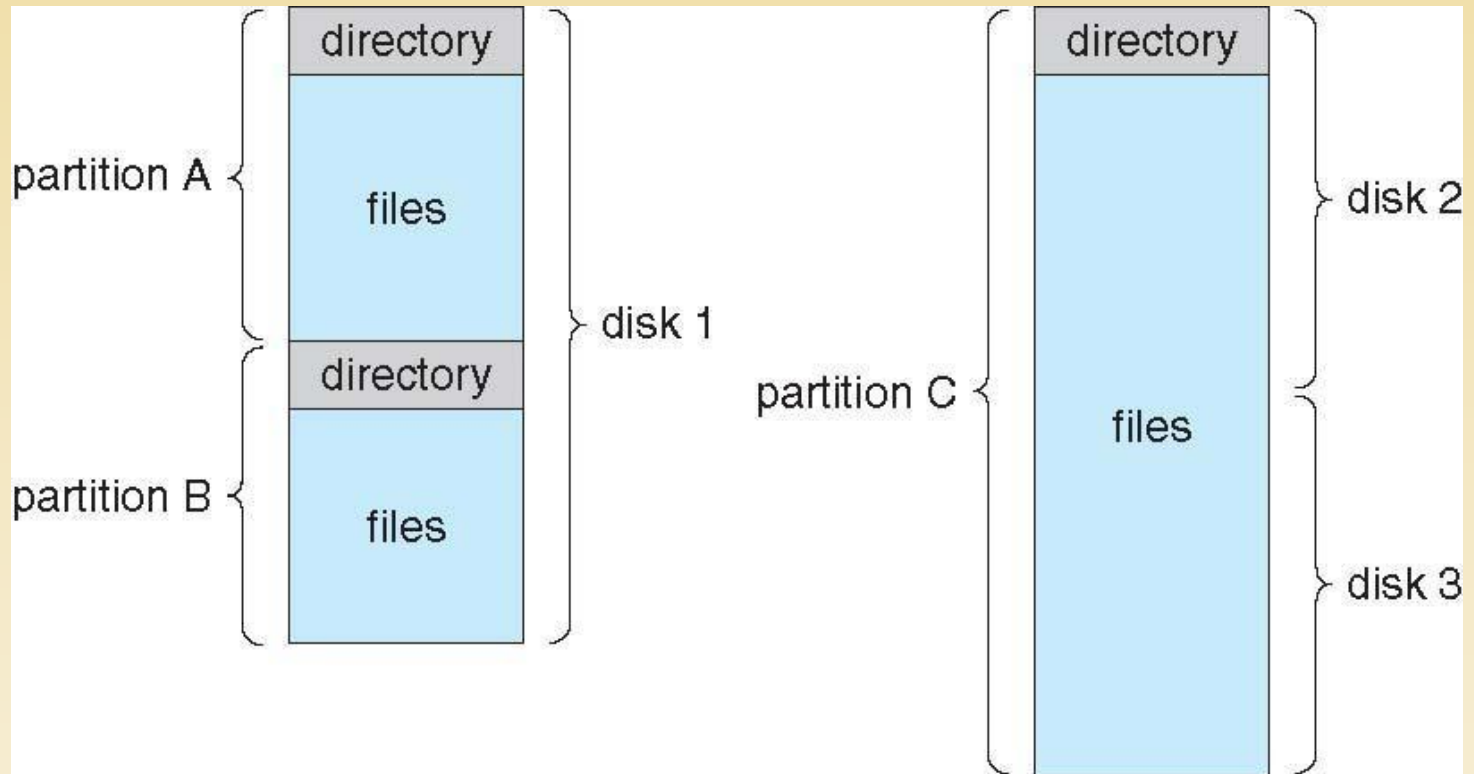 directory
partition A
files
disk 1
directory
partition B
files
directory
disk 2
partition C
files
disk 3